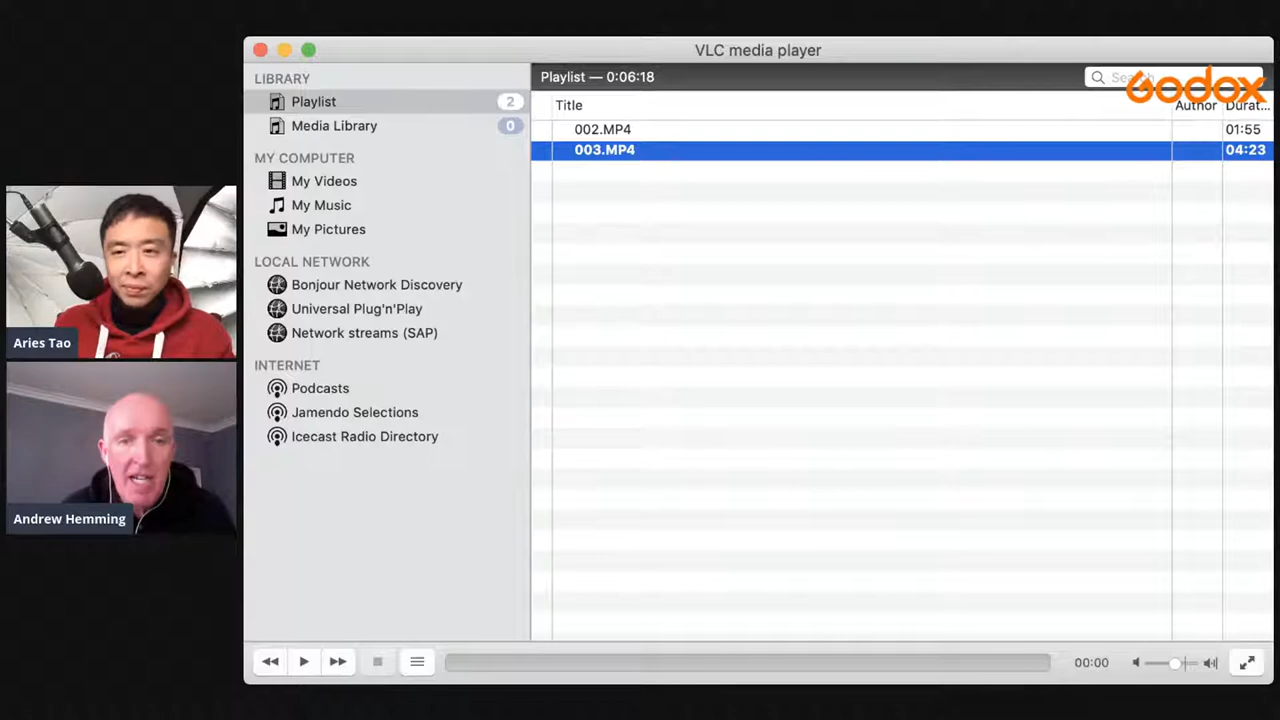 VLC media player
LIBRARY
Playlist 2
Media Library 0
MY COMPUTER
My Videos
My Music
My Pictures
LOCAL NETWORK
Bonjour Network Discovery
Universal Plug'n'Play
Network streams (SAP)
INTERNET
Podcasts
Jamendo Selections
Icecast Radio Directory
Playlist — 0:06:18
Search
Godox
Title Author Durat...
002.MP4 01:55
003.MP4 04:23
00:00
Aries Tao
Andrew Hemming